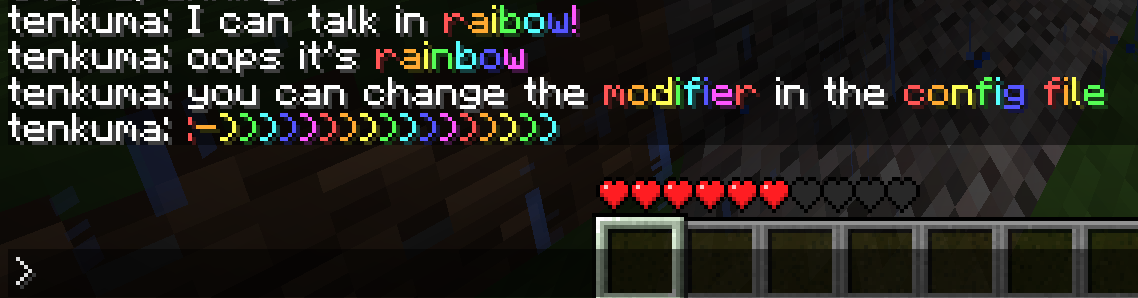 tenkuma: I can talk in raibow!
tenkuma: oops it's rainbow
tenkuma: you can change the modifier in the config file
tenkuma: :-)))))))))))))))))
>